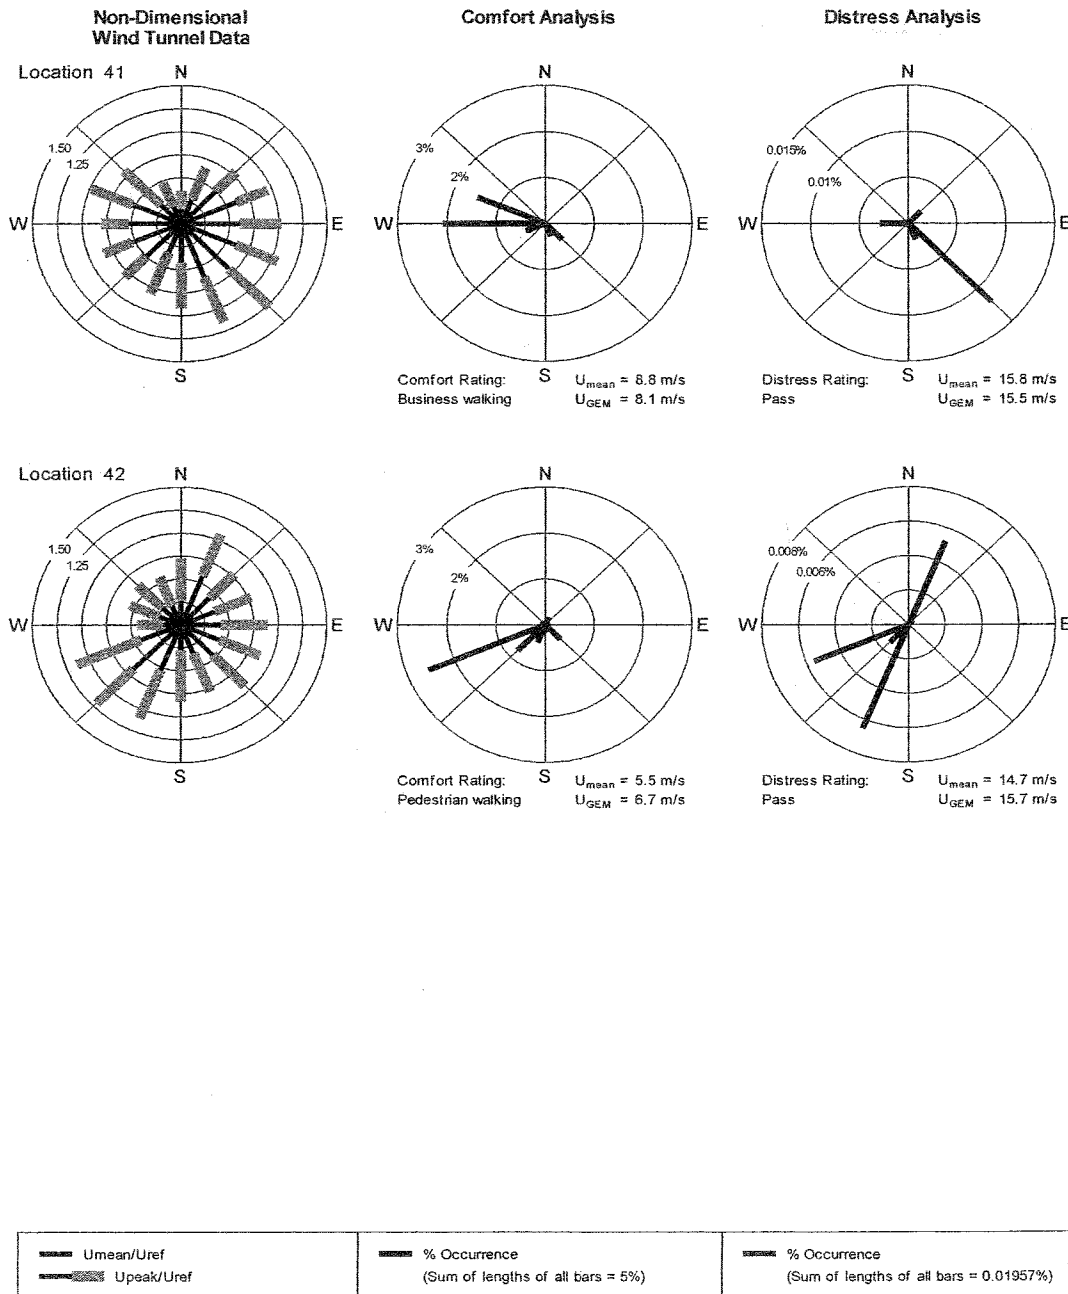 Non-Dimensional
Wind Tunnel Data
Comfort Analysis
Distress Analysis
Location 41
N
1.50
1.25
W
E
S
N
3%
2%
W
E
S
Comfort Rating:
Business walking
Umean = 8.8 m/s
UGEM = 8.1 m/s
N
0.015%
0.01%
W
E
S
Distress Rating:
Pass
Umean = 15.8 m/s
UGEM = 15.5 m/s
Location 42
N
1.50
1.25
W
E
S
N
3%
2%
W
E
S
Comfort Rating:
Pedestrian walking
Umean = 5.5 m/s
UGEM = 6.7 m/s
N
0.008%
0.006%
W
E
S
Distress Rating:
Pass
Umean = 14.7 m/s
UGEM = 15.7 m/s
Umean/Uref
Upeak/Uref
% Occurrence
(Sum of lengths of all bars = 5%)
% Occurrence
(Sum of lengths of all bars = 0.01957%)